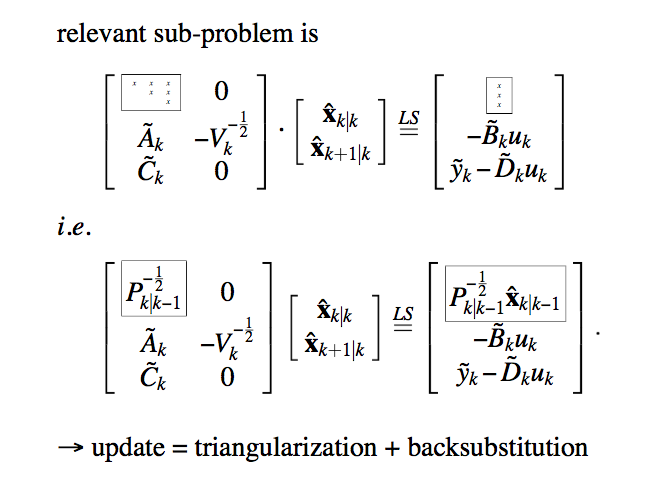 relevant sub-problem is
[ x x x 0 ; x x ; x ; Ã_k −V_k^{-1/2} ; C̃_k 0 ] · [ x̂_{k|k} ; x̂_{k+1|k} ] =^{LS} [ x ; x ; x ; −B̃_k u_k ; ỹ_k − D̃_k u_k ]
i.e.
[ P_{k|k−1}^{-1/2} 0 ; Ã_k −V_k^{-1/2} ; C̃_k 0 ] [ x̂_{k|k} ; x̂_{k+1|k} ] =^{LS} [ P_{k|k−1}^{-1/2} x̂_{k|k−1} ; −B̃_k u_k ; ỹ_k − D̃_k u_k ] .
→ update = triangularization + backsubstitution